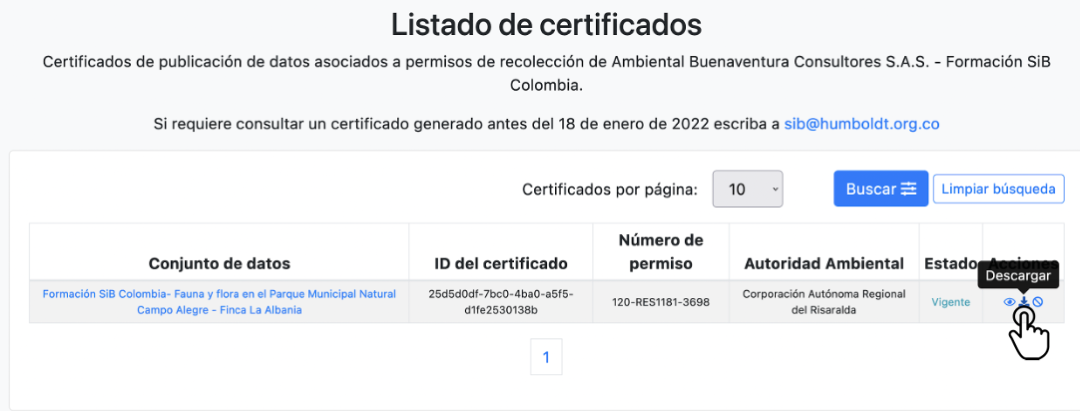 Listado de certificados
Certificados de publicación de datos asociados a permisos de recolección de Ambiental Buenaventura Consultores S.A.S. - Formación SiB
Colombia.
Si requiere consultar un certificado generado antes del 18 de enero de 2022 escriba a sib@humboldt.org.co
Certificados por página: 10 Buscar Limpiar búsqueda
Conjunto de datos ID del certificado Número de permiso Autoridad Ambiental Estado Acciones
Descargar
Formación SiB Colombia- Fauna y flora en el Parque Municipal Natural
Campo Alegre - Finca La Albania
25d5d0df-7bc0-4ba0-a5f5-
d1fe2530138b
120-RES1181-3698
Corporación Autónoma Regional
del Risaralda
Vigente
1